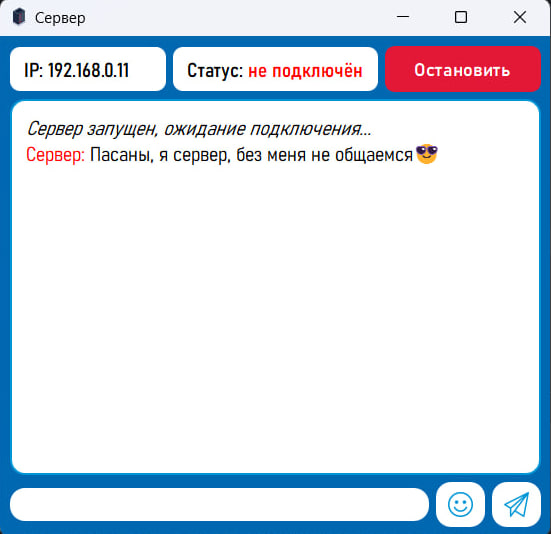 Сервер
IP: 192.168.0.11
Статус: не подключён
Остановить
Сервер запущен, ожидание подключения...
Сервер: Пасаны, я сервер, без меня не общаемся😎